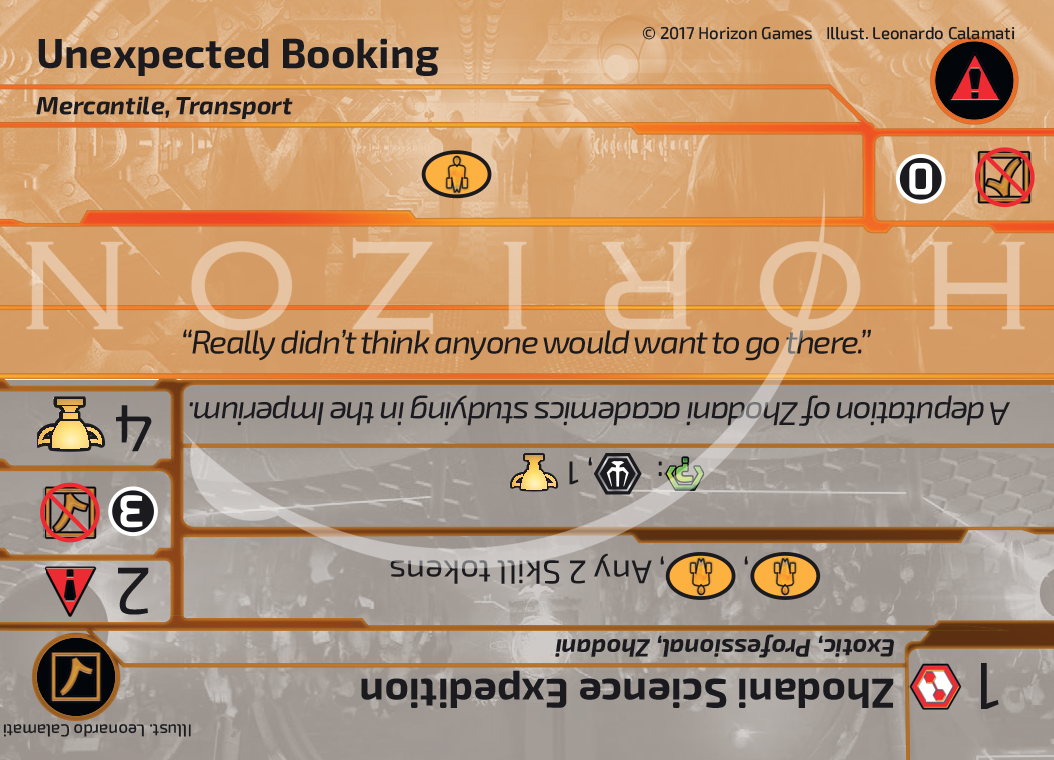 © 2017 Horizon Games Illust. Leonardo Calamati
Unexpected Booking
Mercantile, Transport
0
HORIZON
“Really didn’t think anyone would want to go there.”
Illust. Leonardo Calamati
1
Zhodani Science Expedition
Exotic, Professional, Zhodani
2
, , Any 2 Skill tokens
3
: , 1
4
A deputation of Zhodani academics studying in the Imperium.